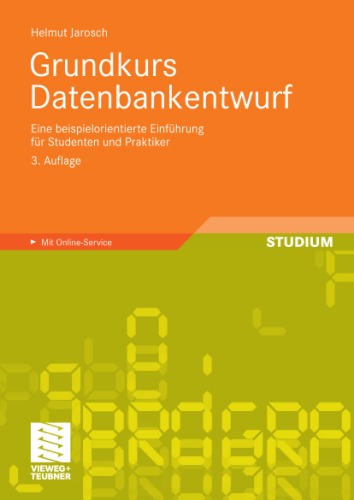 Helmut Jarosch
Grundkurs
Datenbankentwurf
Eine beispielorientierte Einführung
für Studenten und Praktiker
3. Auflage
Mit Online-Service
STUDIUM
VIEWEG+
TEUBNER